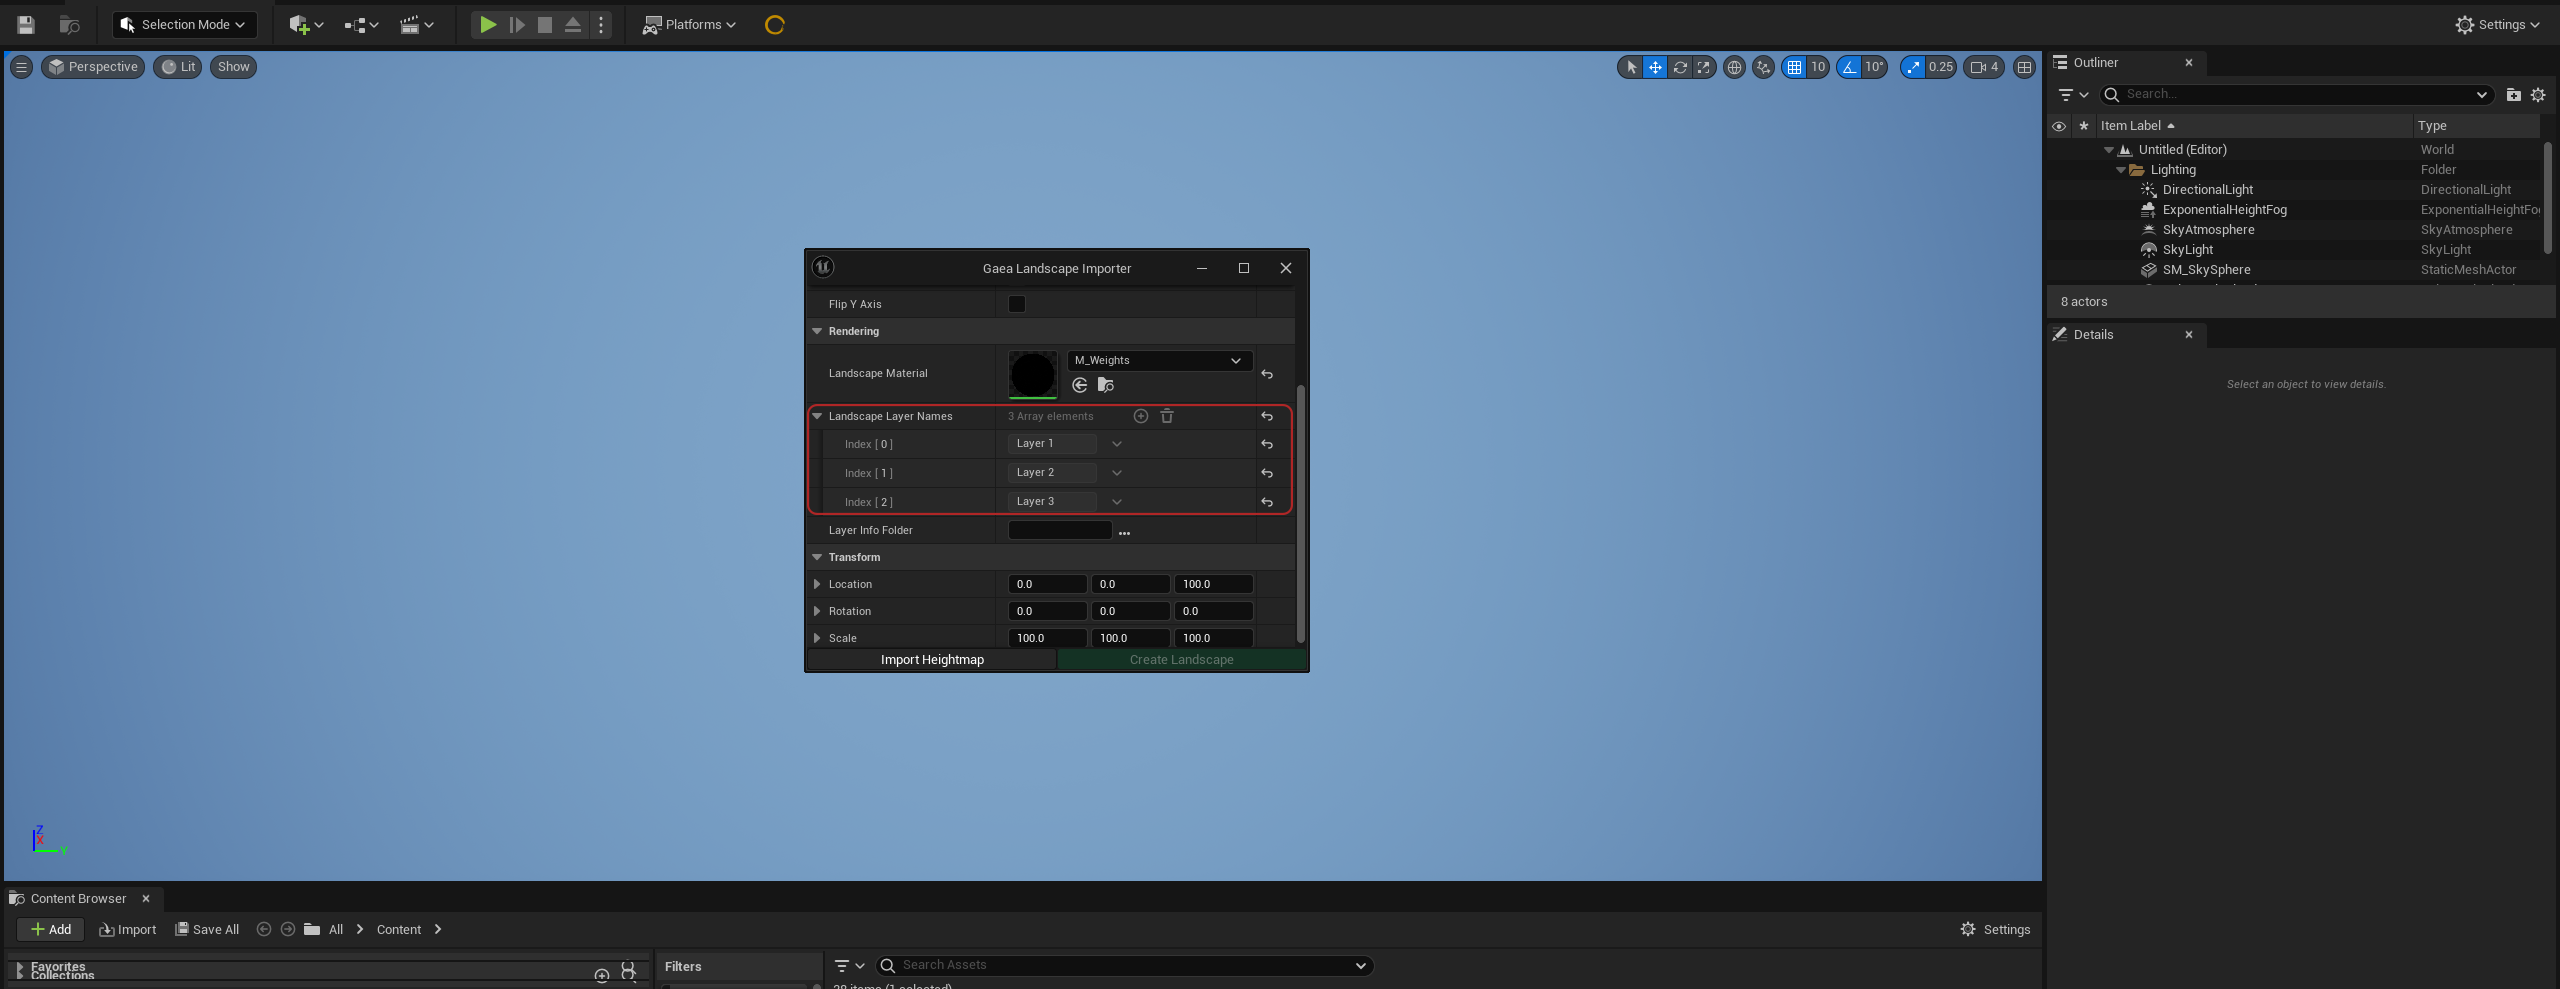 Selection Mode
Platforms
Settings
Perspective
Lit
Show
10
10°
0.25
4
Outliner
Search...
Item Label
Type
Untitled (Editor)
World
Lighting
Folder
DirectionalLight
DirectionalLight
ExponentialHeightFog
ExponentialHeightFo
SkyAtmosphere
SkyAtmosphere
SkyLight
SkyLight
SM_SkySphere
StaticMeshActor
8 actors
Details
Select an object to view details.
Gaea Landscape Importer
Flip Y Axis
Rendering
Landscape Material
M_Weights
Landscape Layer Names
3 Array elements
Index [ 0 ]
Layer 1
Index [ 1 ]
Layer 2
Index [ 2 ]
Layer 3
Layer Info Folder
...
Transform
Location
0.0
0.0
100.0
Rotation
0.0
0.0
0.0
Scale
100.0
100.0
100.0
Import Heightmap
Create Landscape
Z
X
Y
Content Browser
Add
Import
Save All
All
Content
Settings
Favorites
Collections
Filters
Search Assets
38 items (1 selected)